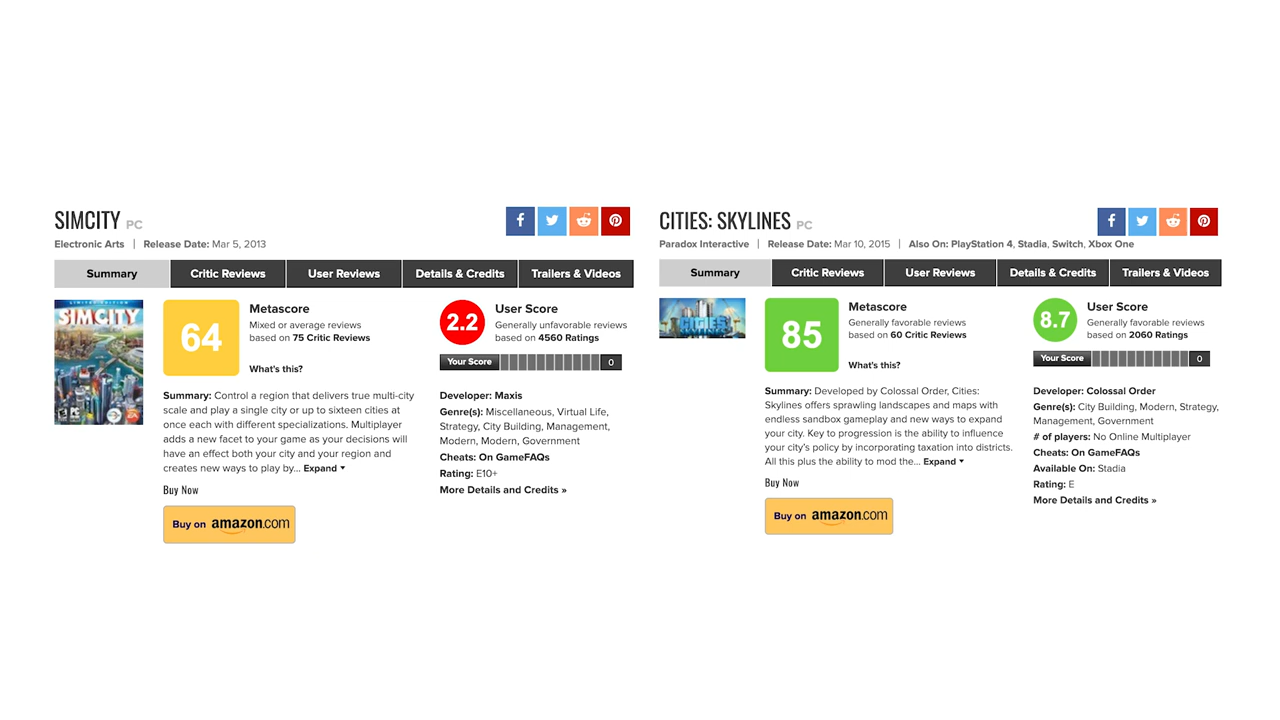 SIMCITY PC
Electronic Arts | Release Date: Mar 5, 2013
Summary
Critic Reviews
User Reviews
Details & Credits
Trailers & Videos
LIMITED EDITION
SIMCITY
PC
EA
64
Metascore
Mixed or average reviews
based on 75 Critic Reviews
What's this?
Summary: Control a region that delivers true multi-city
scale and play a single city or up to sixteen cities at
once each with different specializations. Multiplayer
adds a new facet to your game as your decisions will
have an effect both your city and your region and
creates new ways to play by... Expand
Buy Now
Buy on amazon.com
2.2
User Score
Generally unfavorable reviews
based on 4560 Ratings
Your Score
0
Developer: Maxis
Genre(s): Miscellaneous, Virtual Life,
Strategy, City Building, Management,
Modern, Modern, Government
Cheats: On GameFAQs
Rating: E10+
More Details and Credits »
CITIES: SKYLINES PC
Paradox Interactive | Release Date: Mar 10, 2015 | Also On: PlayStation 4, Stadia, Switch, Xbox One
Summary
Critic Reviews
User Reviews
Details & Credits
Trailers & Videos
CITIES
85
Metascore
Generally favorable reviews
based on 60 Critic Reviews
What's this?
Summary: Developed by Colossal Order, Cities:
Skylines offers sprawling landscapes and maps with
endless sandbox gameplay and new ways to expand
your city. Key to progression is the ability to influence
your city's policy by incorporating taxation into districts.
All this plus the ability to mod the... Expand
Buy Now
Buy on amazon.com
8.7
User Score
Generally favorable reviews
based on 2060 Ratings
Your Score
0
Developer: Colossal Order
Genre(s): City Building, Modern, Strategy,
Management, Government
# of players: No Online Multiplayer
Cheats: On GameFAQs
Available On: Stadia
Rating: E
More Details and Credits »